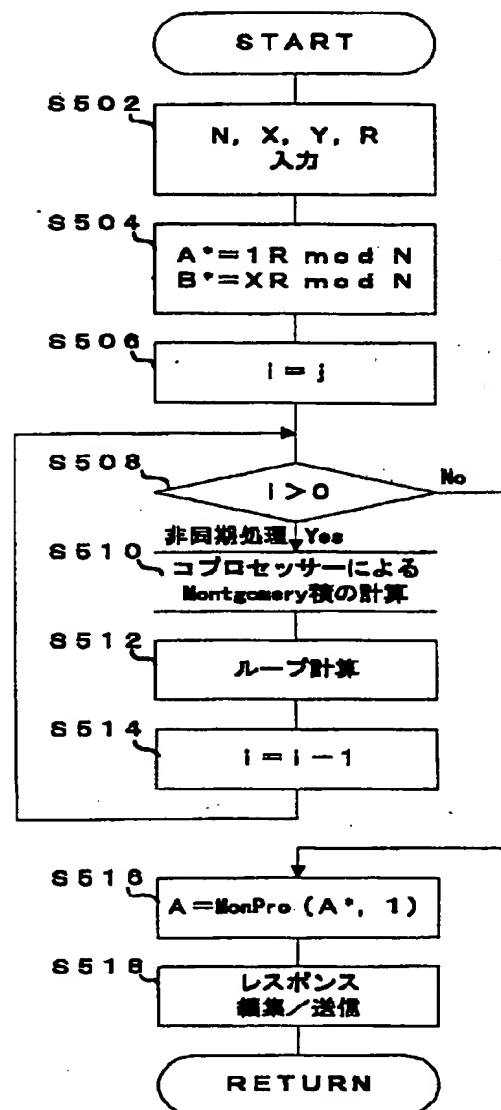 START
S502
N, X, Y, R
入力
S504
A*=1R mod N
B*=XR mod N
S506
i=j
S508
i>0
No
非同期処理 Yes
S510
コプロセッサーによる
Montgomery積の計算
S512
ループ計算
S514
i=i-1
S516
A=MonPro(A*, 1)
S518
レスポンス
編集/送信
RETURN